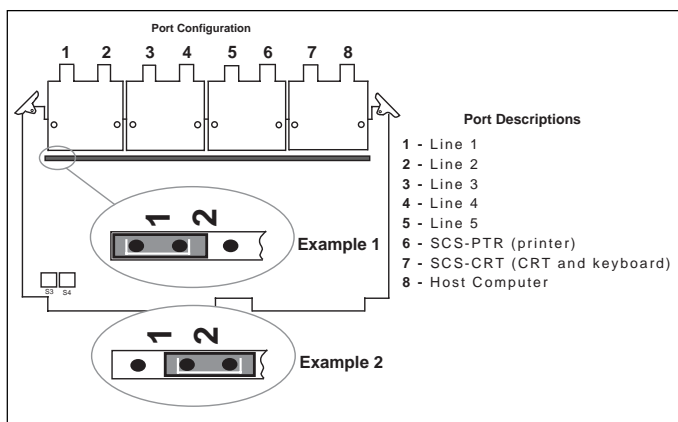 Port Configuration
1 2 3 4 5 6 7 8
Port Descriptions
1 - Line 1
2 - Line 2
3 - Line 3
4 - Line 4
5 - Line 5
6 - SCS-PTR (printer)
7 - SCS-CRT (CRT and keyboard)
8 - Host Computer
1 2
Example 1
S3 S4
1 2
Example 2